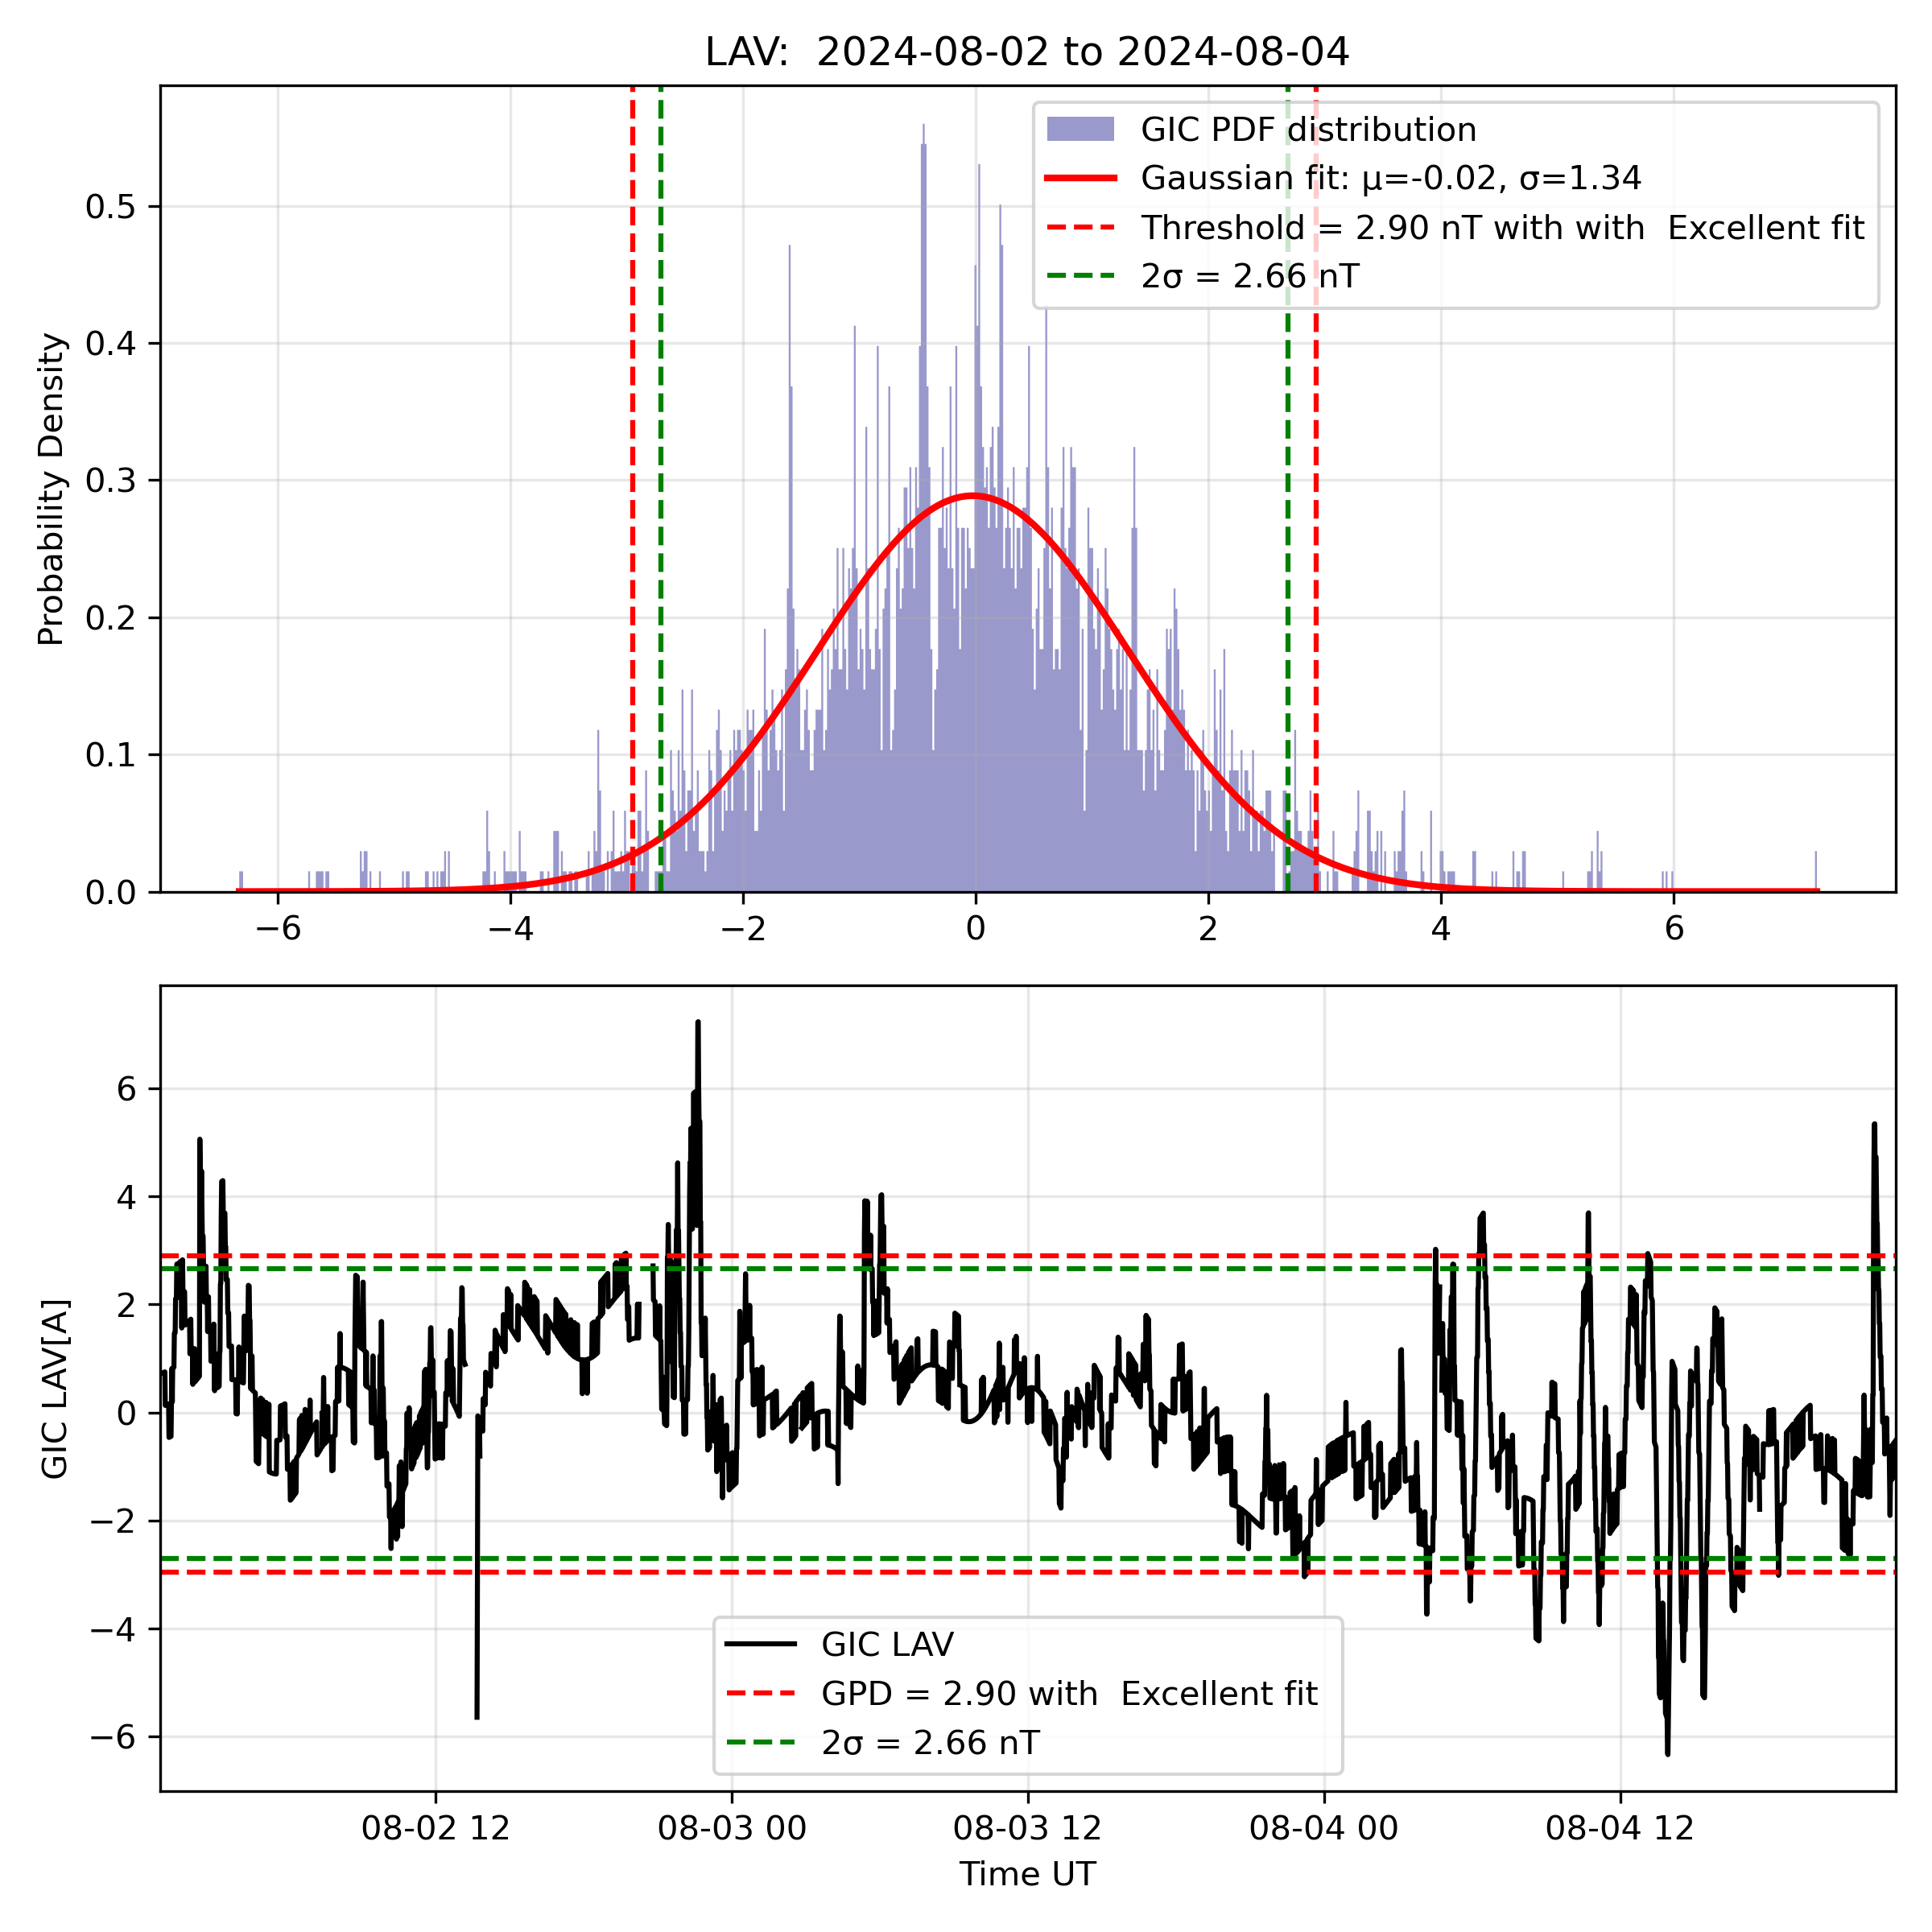 LAV:  2024-08-02 to 2024-08-04
GIC PDF distribution
Gaussian fit: μ=-0.02, σ=1.34
Threshold = 2.90 nT with with  Excellent fit
2σ = 2.66 nT
Probability Density
0.5
0.4
0.3
0.2
0.1
0.0
−6 −4 −2 0 2 4 6
GIC LAV[A]
6
4
2
0
−2
−4
−6
GIC LAV
GPD = 2.90 with  Excellent fit
2σ = 2.66 nT
08-02 12 08-03 00 08-03 12 08-04 00 08-04 12
Time UT